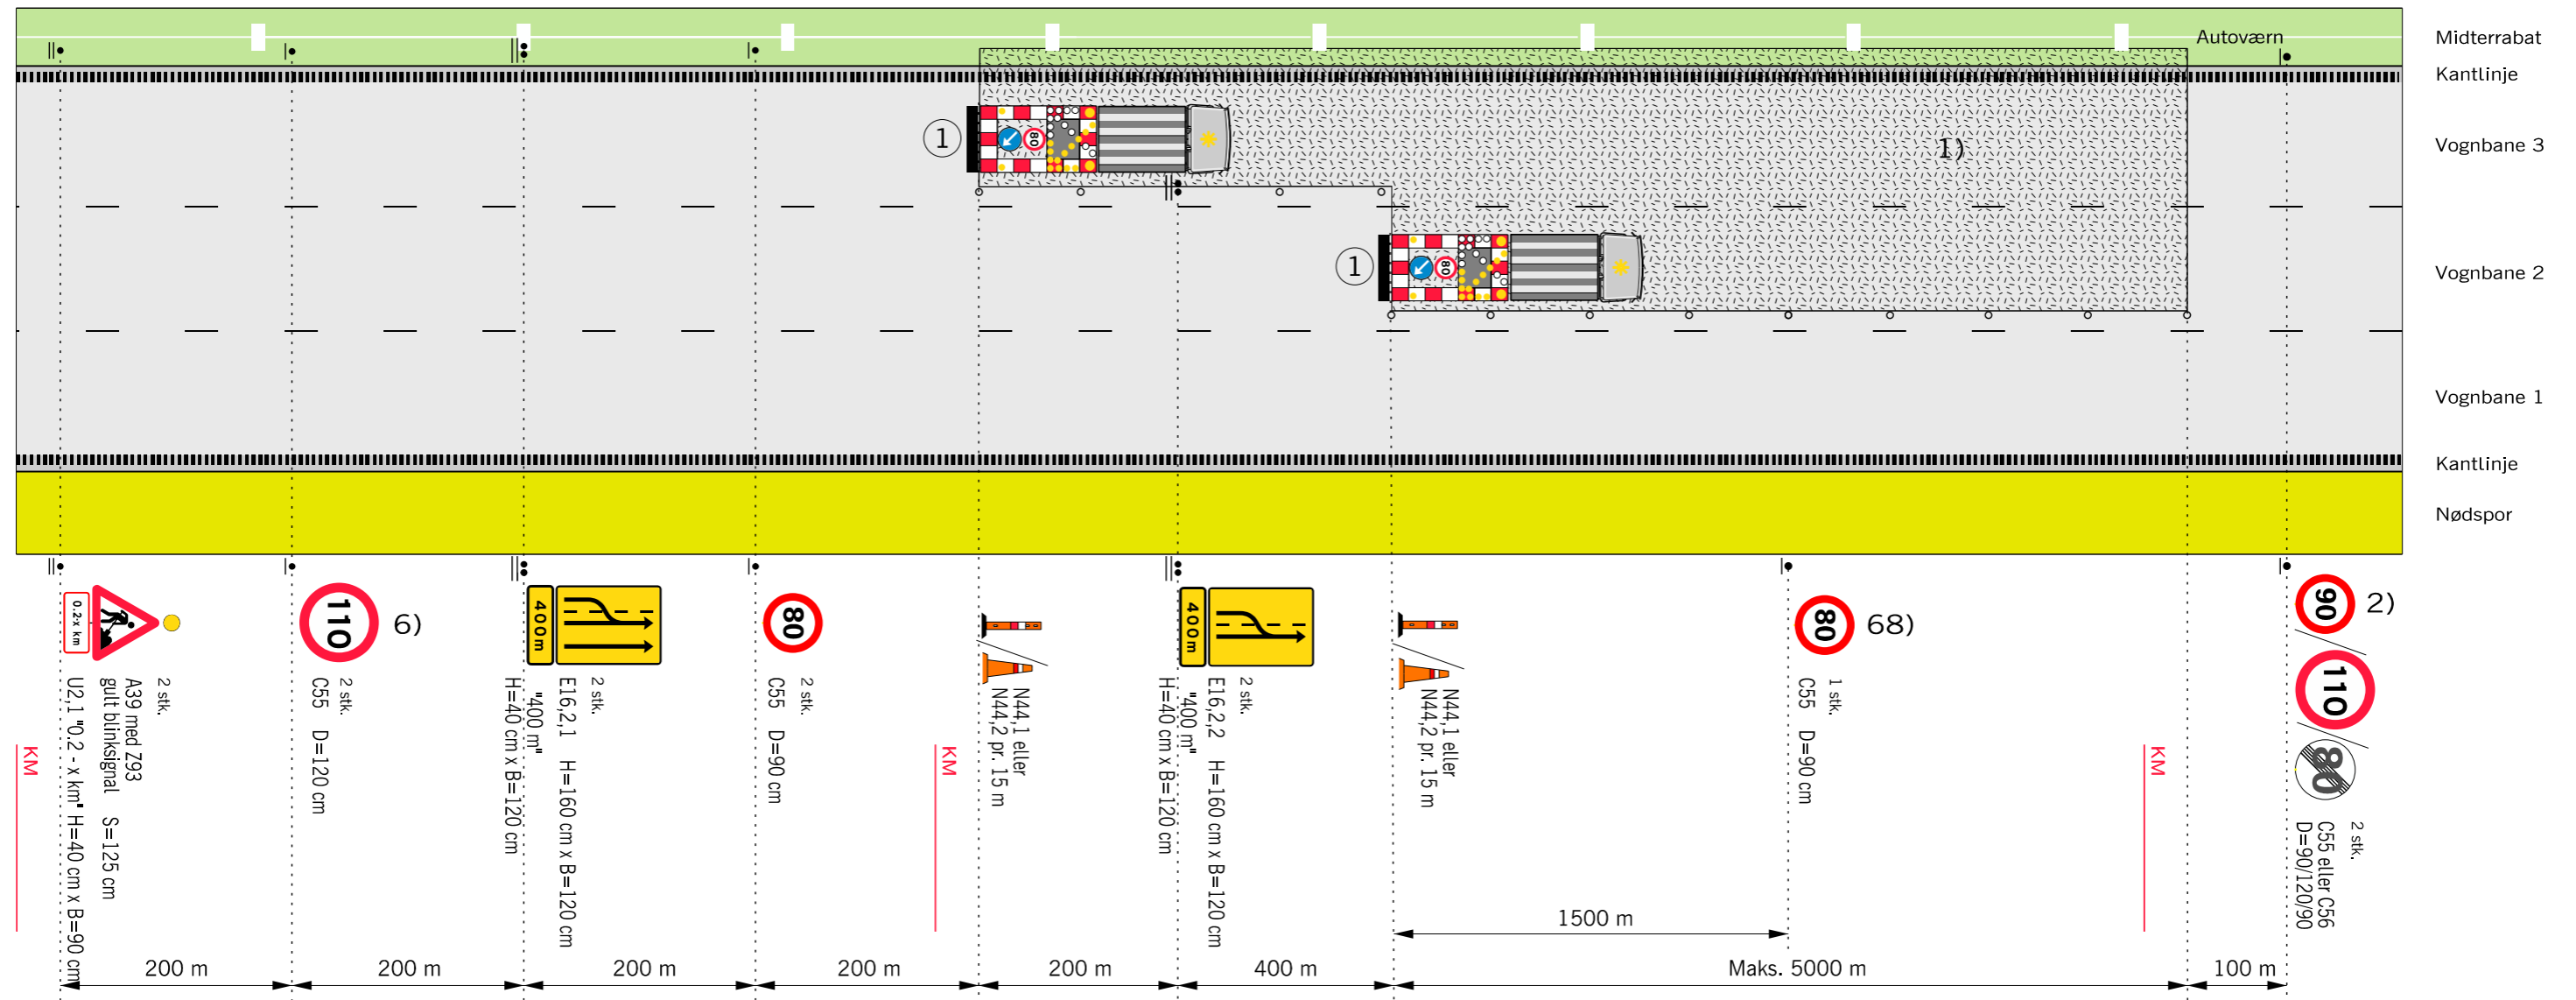 Autoværn
Midterrabat
Kantlinje
Vognbane 3
Vognbane 2
Vognbane 1
Kantlinje
Nødspor
1
80
1
80
1)
0.2-x km
2 stk.
A39 med Z93
gult blinksignal S=125 cm
U2,1 "0.2 - x km" H=40 cm x B=90 cm
110
6)
2 stk.
C55 D=120 cm
400m
2 stk.
E16,2,1 H=160 cm x B=120 cm
"400 m"
H=40 cm x B=120 cm
80
2 stk.
C55 D=90 cm
N44,1 eller
N44,2 pr. 15 m
400m
2 stk.
E16,2,2 H=160 cm x B=120 cm
"400 m"
H=40 cm x B=120 cm
N44,1 eller
N44,2 pr. 15 m
80
68)
1 stk.
C55 D=90 cm
90
2)
110
80
2 stk.
C55 eller C56
D=90/120/90
KM
KM
KM
1500 m
200 m
200 m
200 m
200 m
200 m
400 m
Maks. 5000 m
100 m